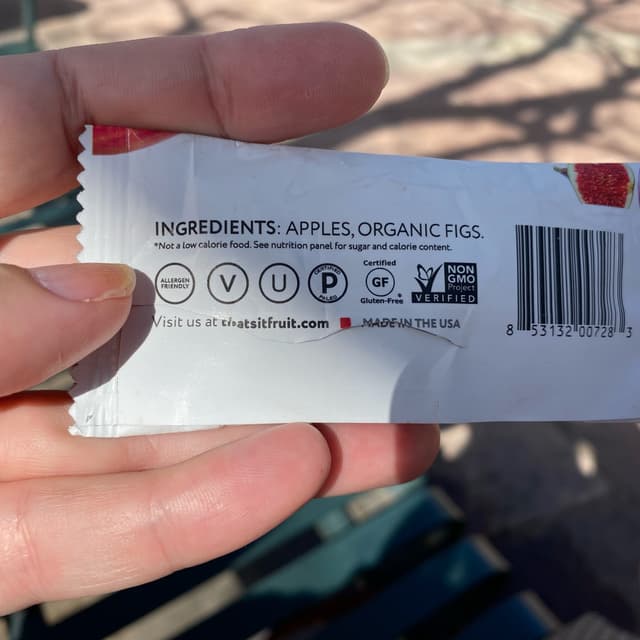 INGREDIENTS: APPLES, ORGANIC FIGS.
*Not a low calorie food. See nutrition panel for sugar and calorie content.
ALLERGEN FRIENDLY
V
U
CERTIFIED P PALEO
Certified GF Gluten-Free
NON GMO Project VERIFIED
Visit us at thatsitfruit.com MADE IN THE USA
8 53132 00728 3